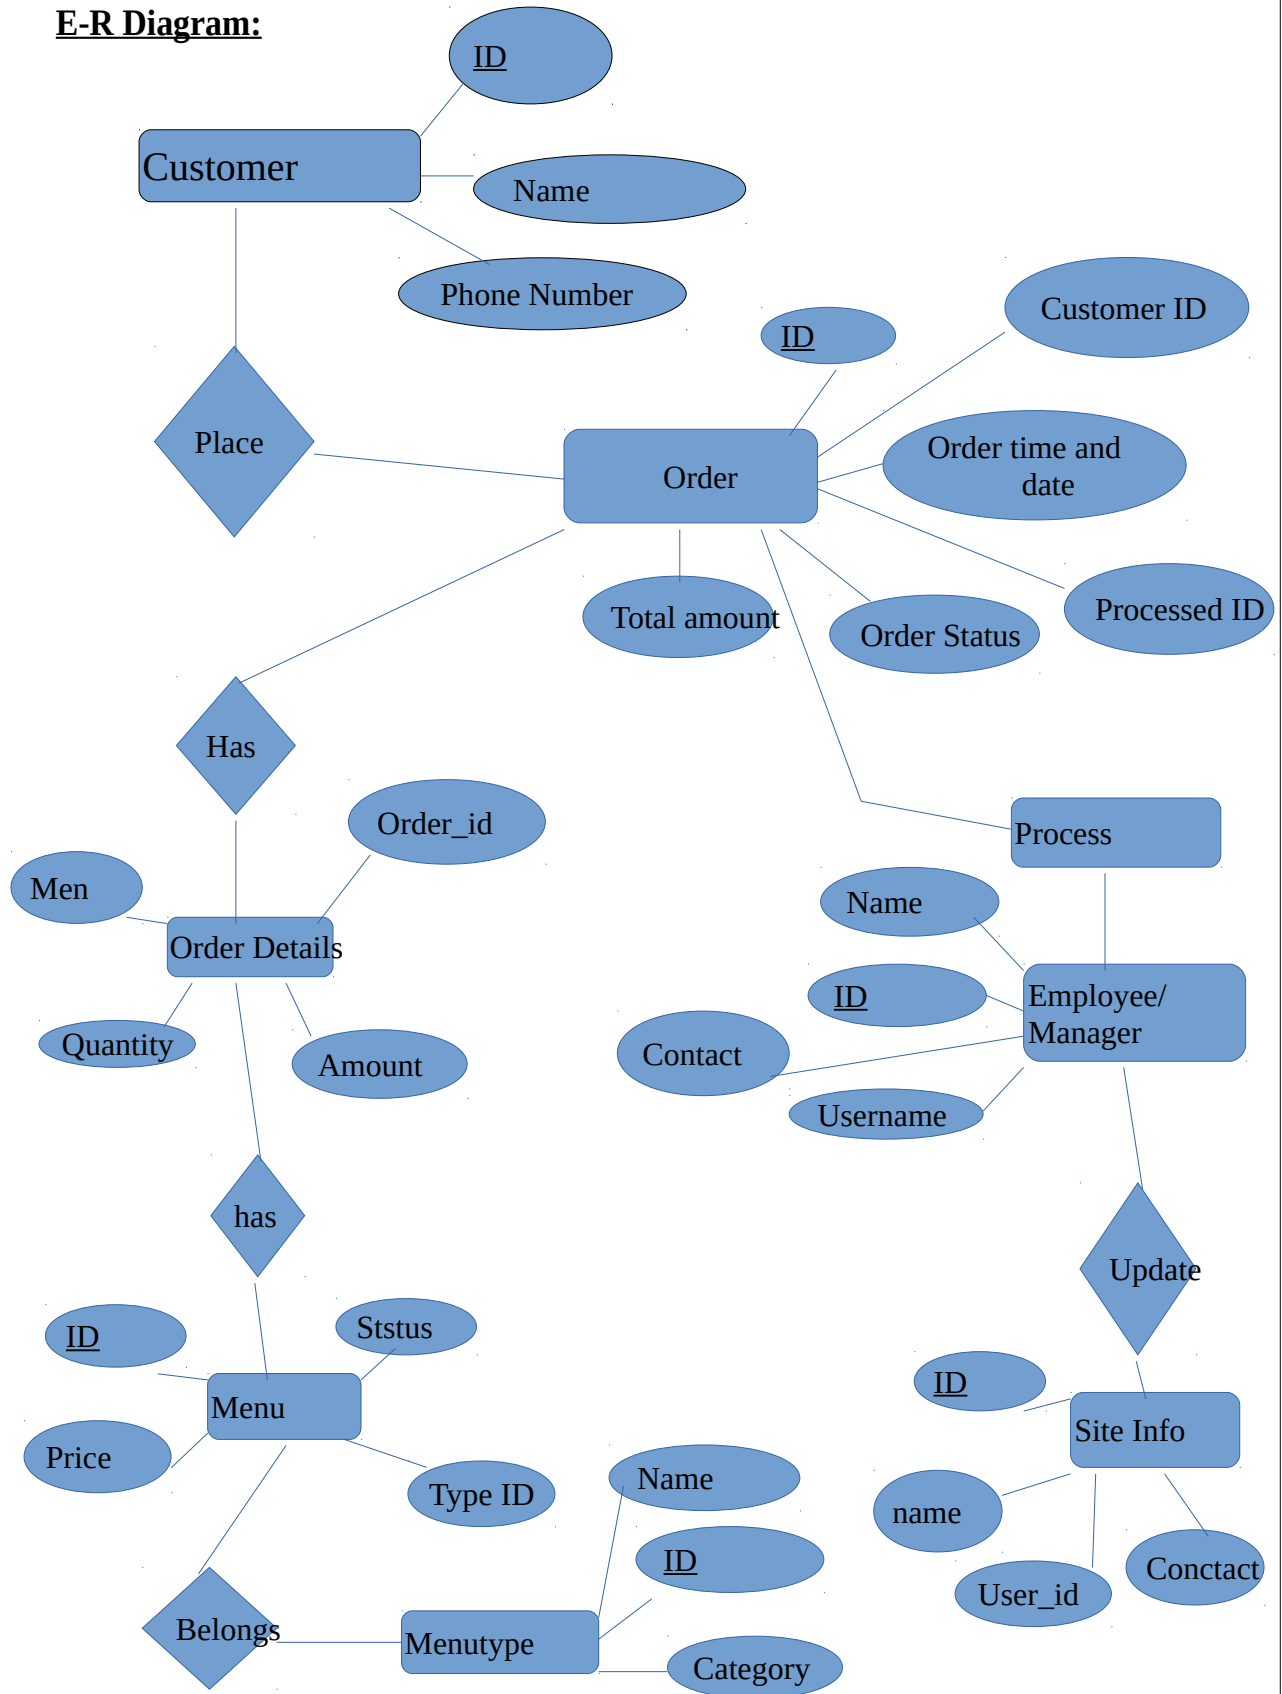 E-R Diagram:
ID
Customer
Name
Phone Number
Customer ID
ID
Place
Order time and
date
Order
Total amount
Order Status
Processed ID
Has
Order_id
Process
Men
Name
Order Details
ID
Employee/
Manager
Quantity
Contact
Amount
Username
has
Update
ID
Ststus
ID
Menu
Site Info
Price
Name
Type ID
name
ID
Conctact
User_id
Belongs
Menutype
Category